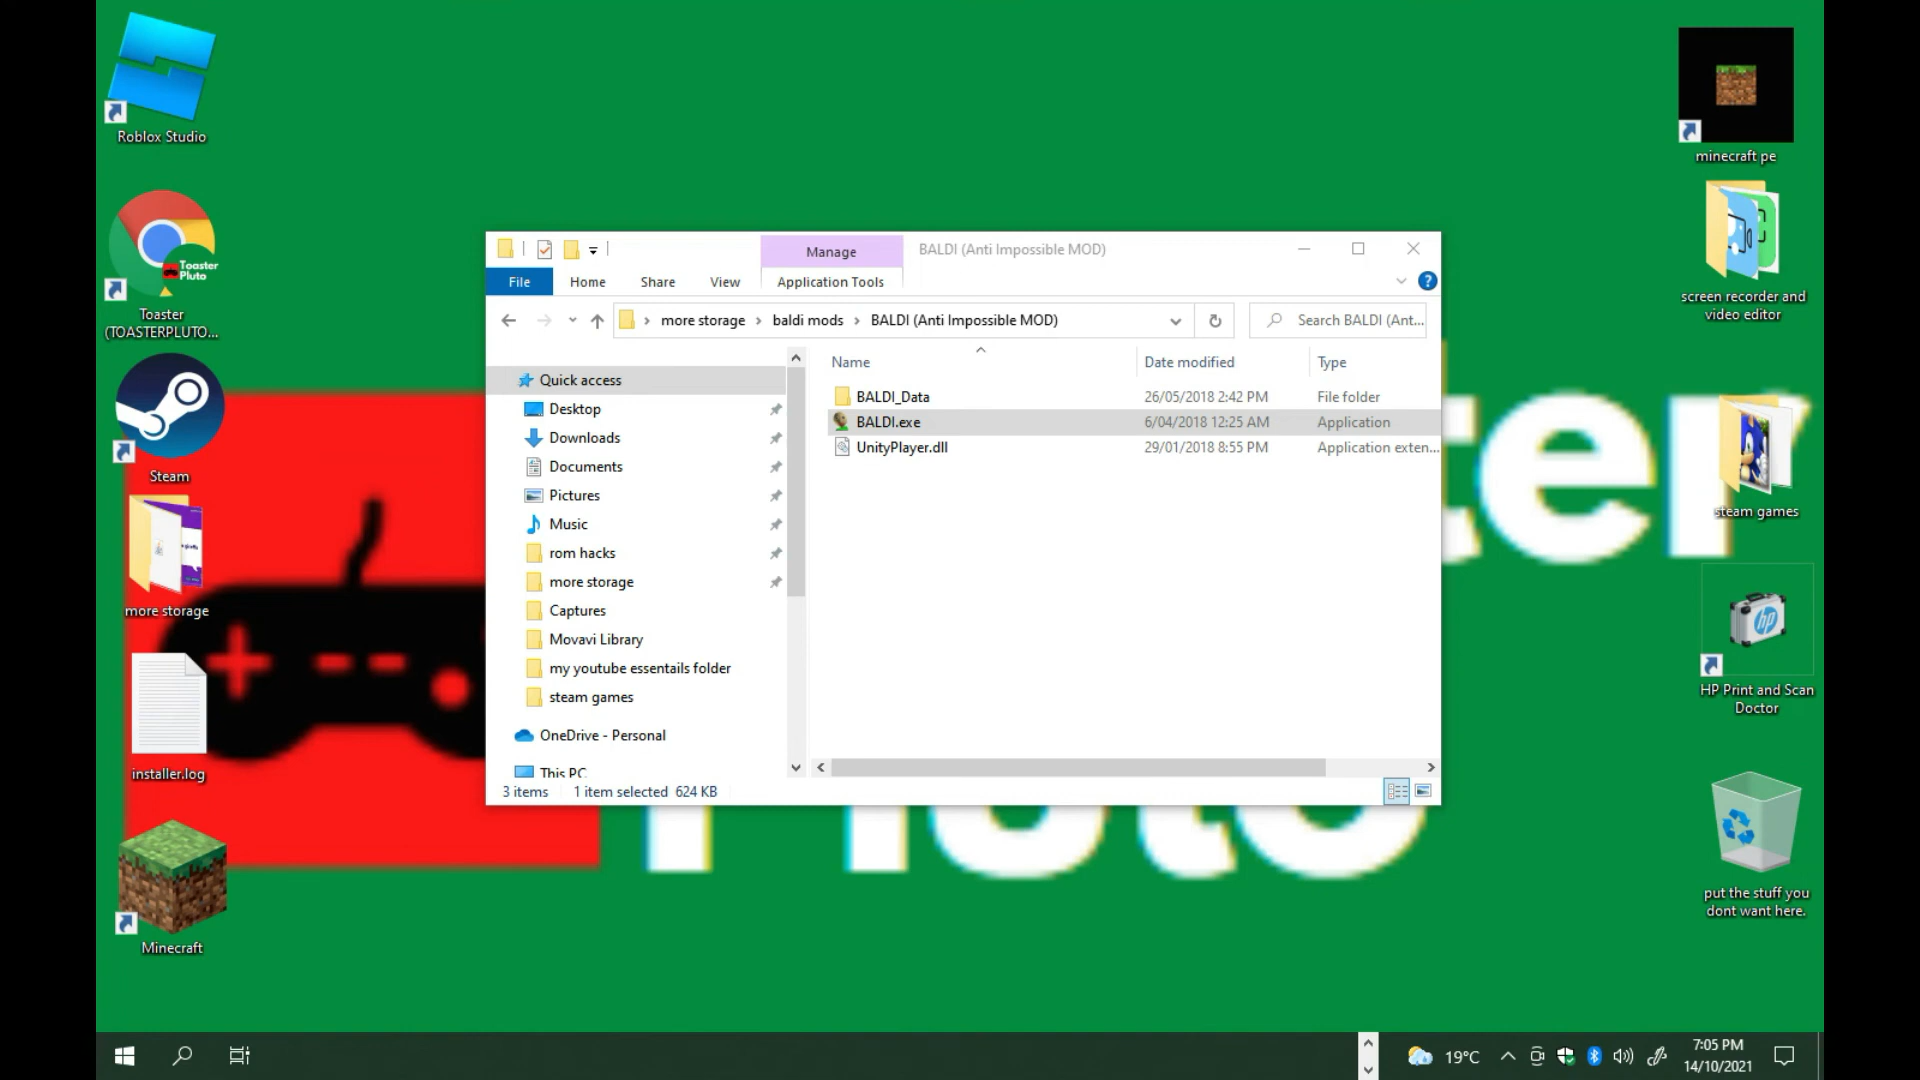 Roblox Studio
Toaster
Pluto
Toaster
(TOASTERPLUTO...
Steam
more storage
installer.log
Minecraft
Manage
BALDI (Anti Impossible MOD)
File
Home
Share
View
Application Tools
more storage
baldi mods
BALDI (Anti Impossible MOD)
Search BALDI (Ant...
Quick access
Desktop
Downloads
Documents
Pictures
Music
rom hacks
more storage
Captures
Movavi Library
my youtube essentails folder
steam games
OneDrive - Personal
This PC
Name
Date modified
Type
BALDI_Data
26/05/2018 2:42 PM
File folder
BALDI.exe
6/04/2018 12:25 AM
Application
UnityPlayer.dll
29/01/2018 8:55 PM
Application exten...
3 items
1 item selected 624 KB
ter
Pluto
minecraft pe
screen recorder and
video editor
steam games
hp
HP Print and Scan
Doctor
put the stuff you
dont want here.
19°C
7:05 PM
14/10/2021